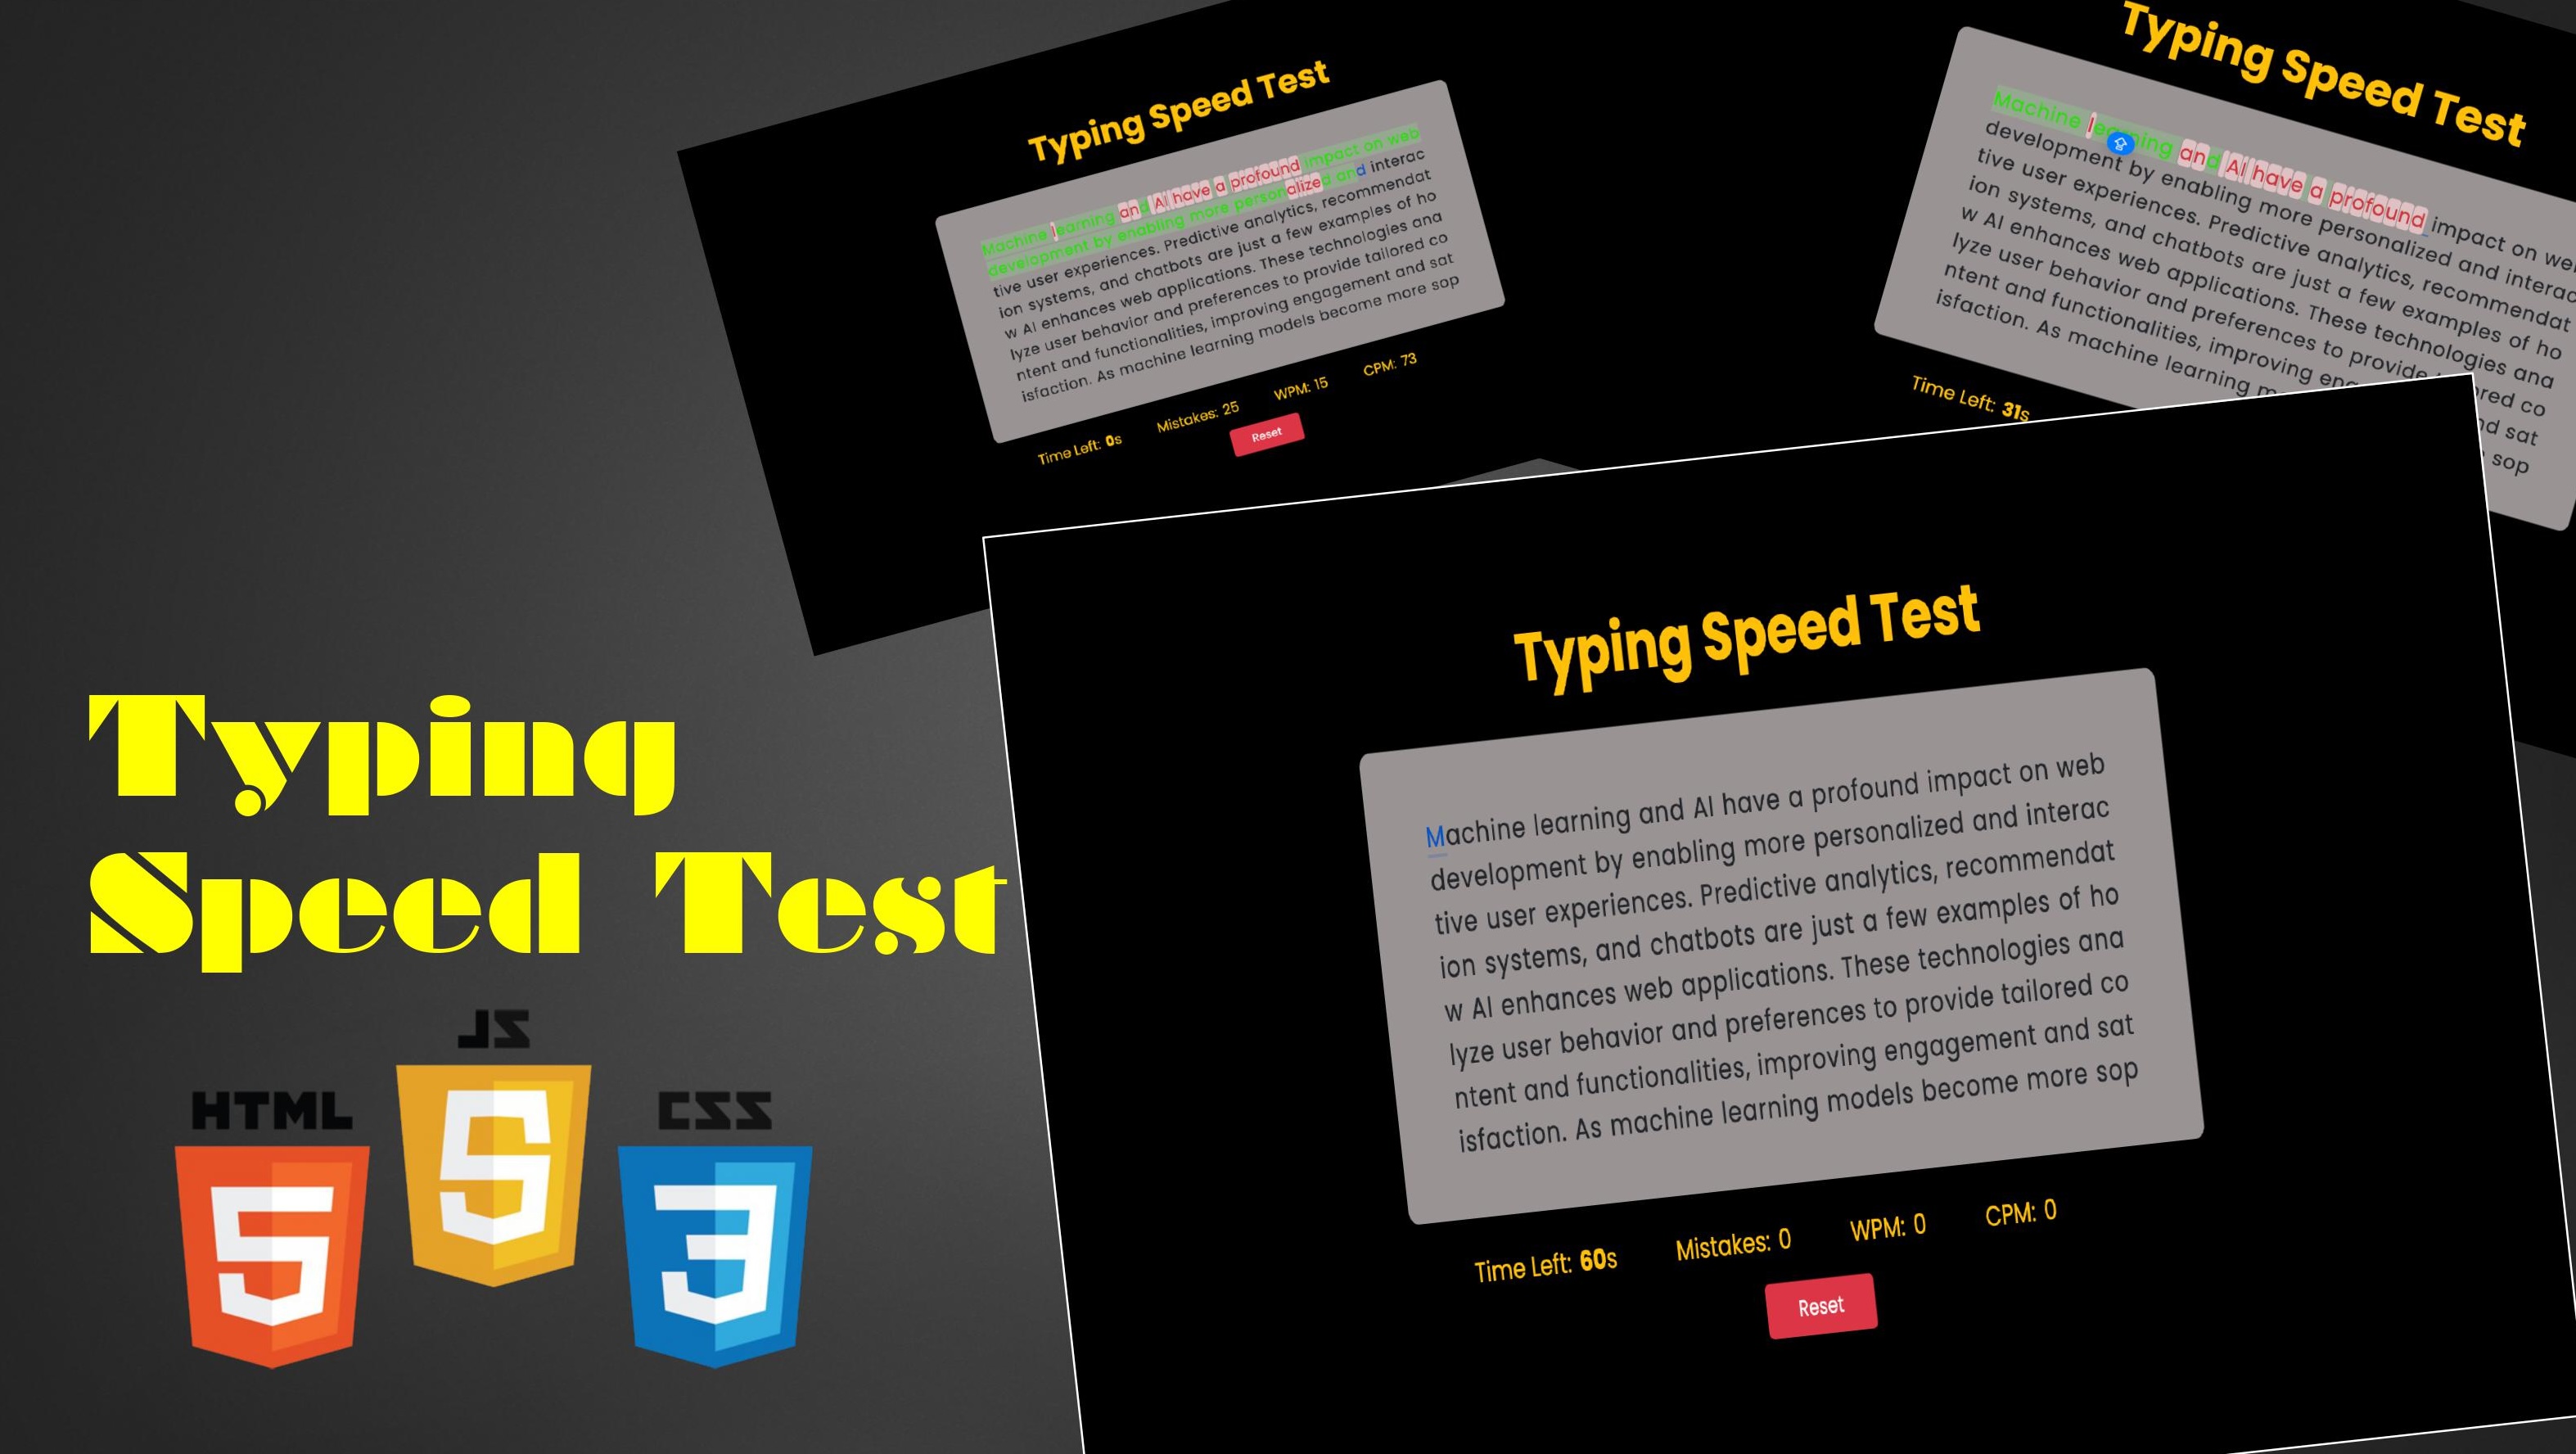 Typing Speed Test
Machine learning and AI have a profound impact on web
development by enabling more personalized and interac
tive user experiences. Predictive analytics, recommendat
ion systems, and chatbots are just a few examples of ho
w AI enhances web applications. These technologies ana
lyze user behavior and preferences to provide tailored co
ntent and functionalities, improving engagement and sat
isfaction. As machine learning models become more sop
Time Left: 0s Mistakes: 25 WPM: 15 CPM: 73
Reset
Typing Speed Test
Machine learning and AI have a profound impact on
development by enabling more personalized and interac
tive user experiences. Predictive analytics, recommendat
ion systems, and chatbots are just a few examples of ho
w AI enhances web applications. These technologies ana
lyze user behavior and preferences to provide co
ntent and functionalities, improving sat
isfaction. As machine learning sop
Time Left: 31s
Typing
Speed Test
JS
HTML
CSS
5
5
3
Typing Speed Test
Machine learning and AI have a profound impact on web
development by enabling more personalized and interac
tive user experiences. Predictive analytics, recommendat
ion systems, and chatbots are just a few examples of ho
w AI enhances web applications. These technologies ana
lyze user behavior and preferences to provide tailored co
ntent and functionalities, improving engagement and sat
isfaction. As machine learning models become more sop
Time Left: 60s Mistakes: 0 WPM: 0 CPM: 0
Reset